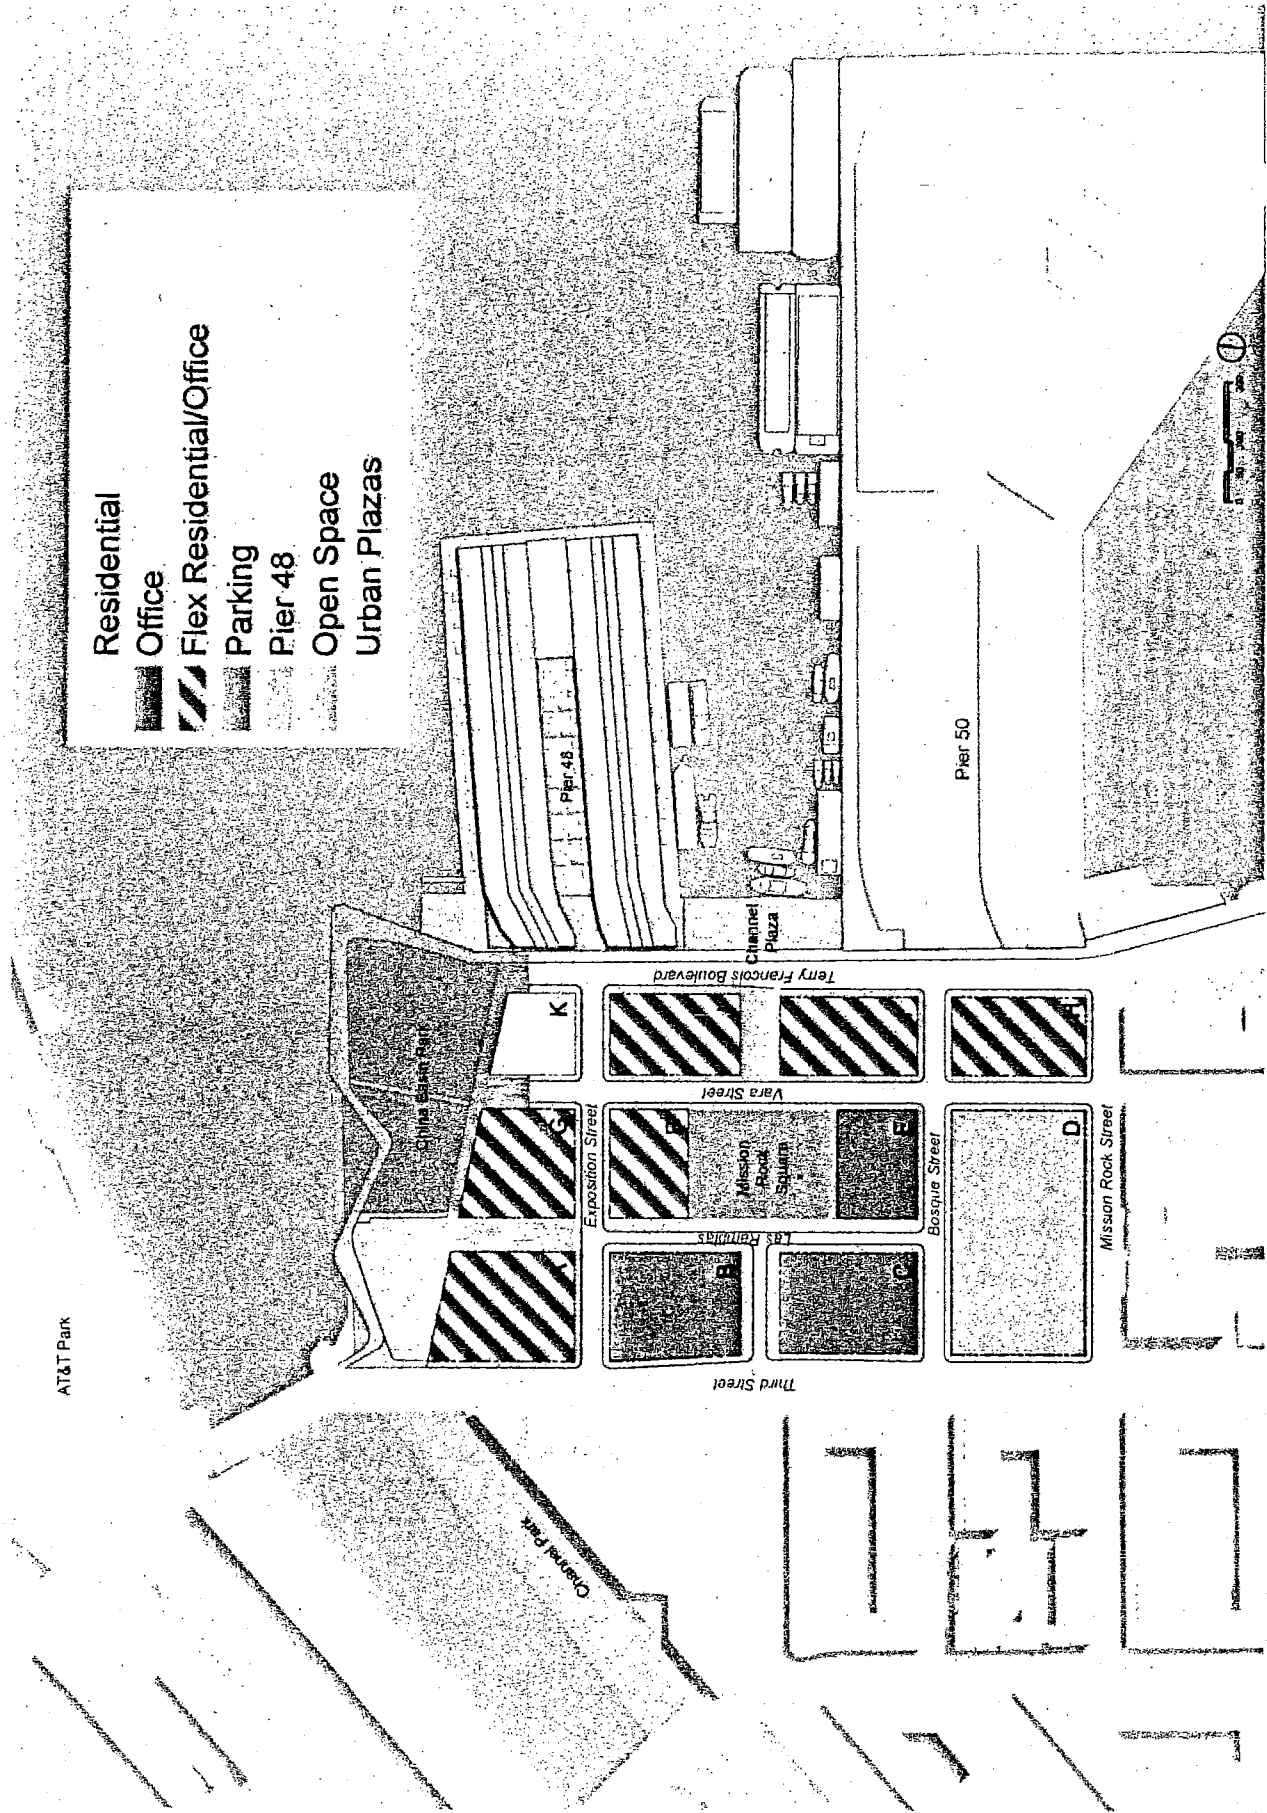 Residential
Office
Flex Residential/Office
Parking
Pier 48
Open Space
Urban Plazas
AT&T Park
China Basin Park
Pier 48
Channel
Plaza
Pier 50
Terry Francois Boulevard
K
G
Exposition Street
Vara Street
Mission
Rock
Square
E
Bosque Street
D
Mission Rock Street
A
B
Las Ramblas
C
Third Street
Channel Park
0